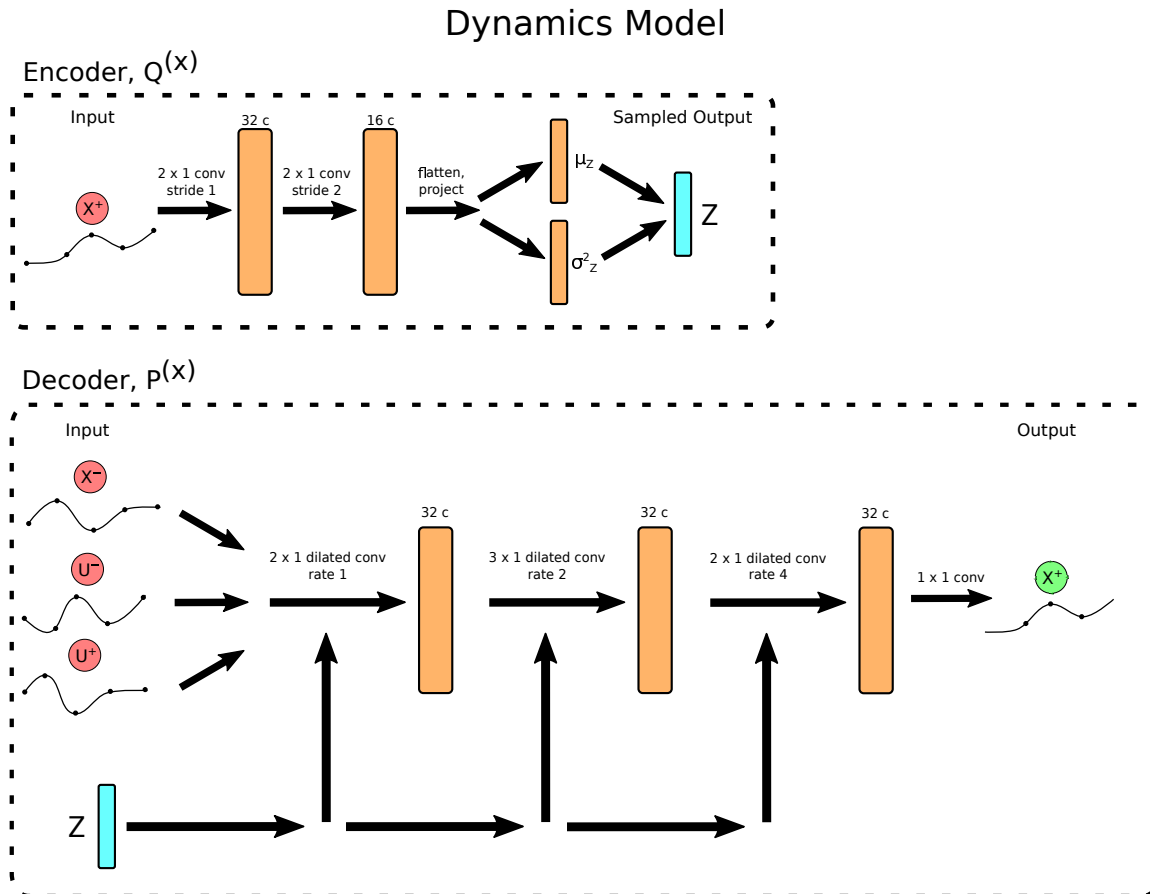 Dynamics Model
Encoder, Q(x)
Input
32 c
16 c
Sampled Output
2 x 1 conv
stride 1
2 x 1 conv
stride 2
flatten,
project
X+
μZ
σ2Z
Z
Decoder, P(x)
Input
Output
X−
U−
U+
2 x 1 dilated conv
rate 1
32 c
3 x 1 dilated conv
rate 2
32 c
2 x 1 dilated conv
rate 4
32 c
1 x 1 conv
X+
Z